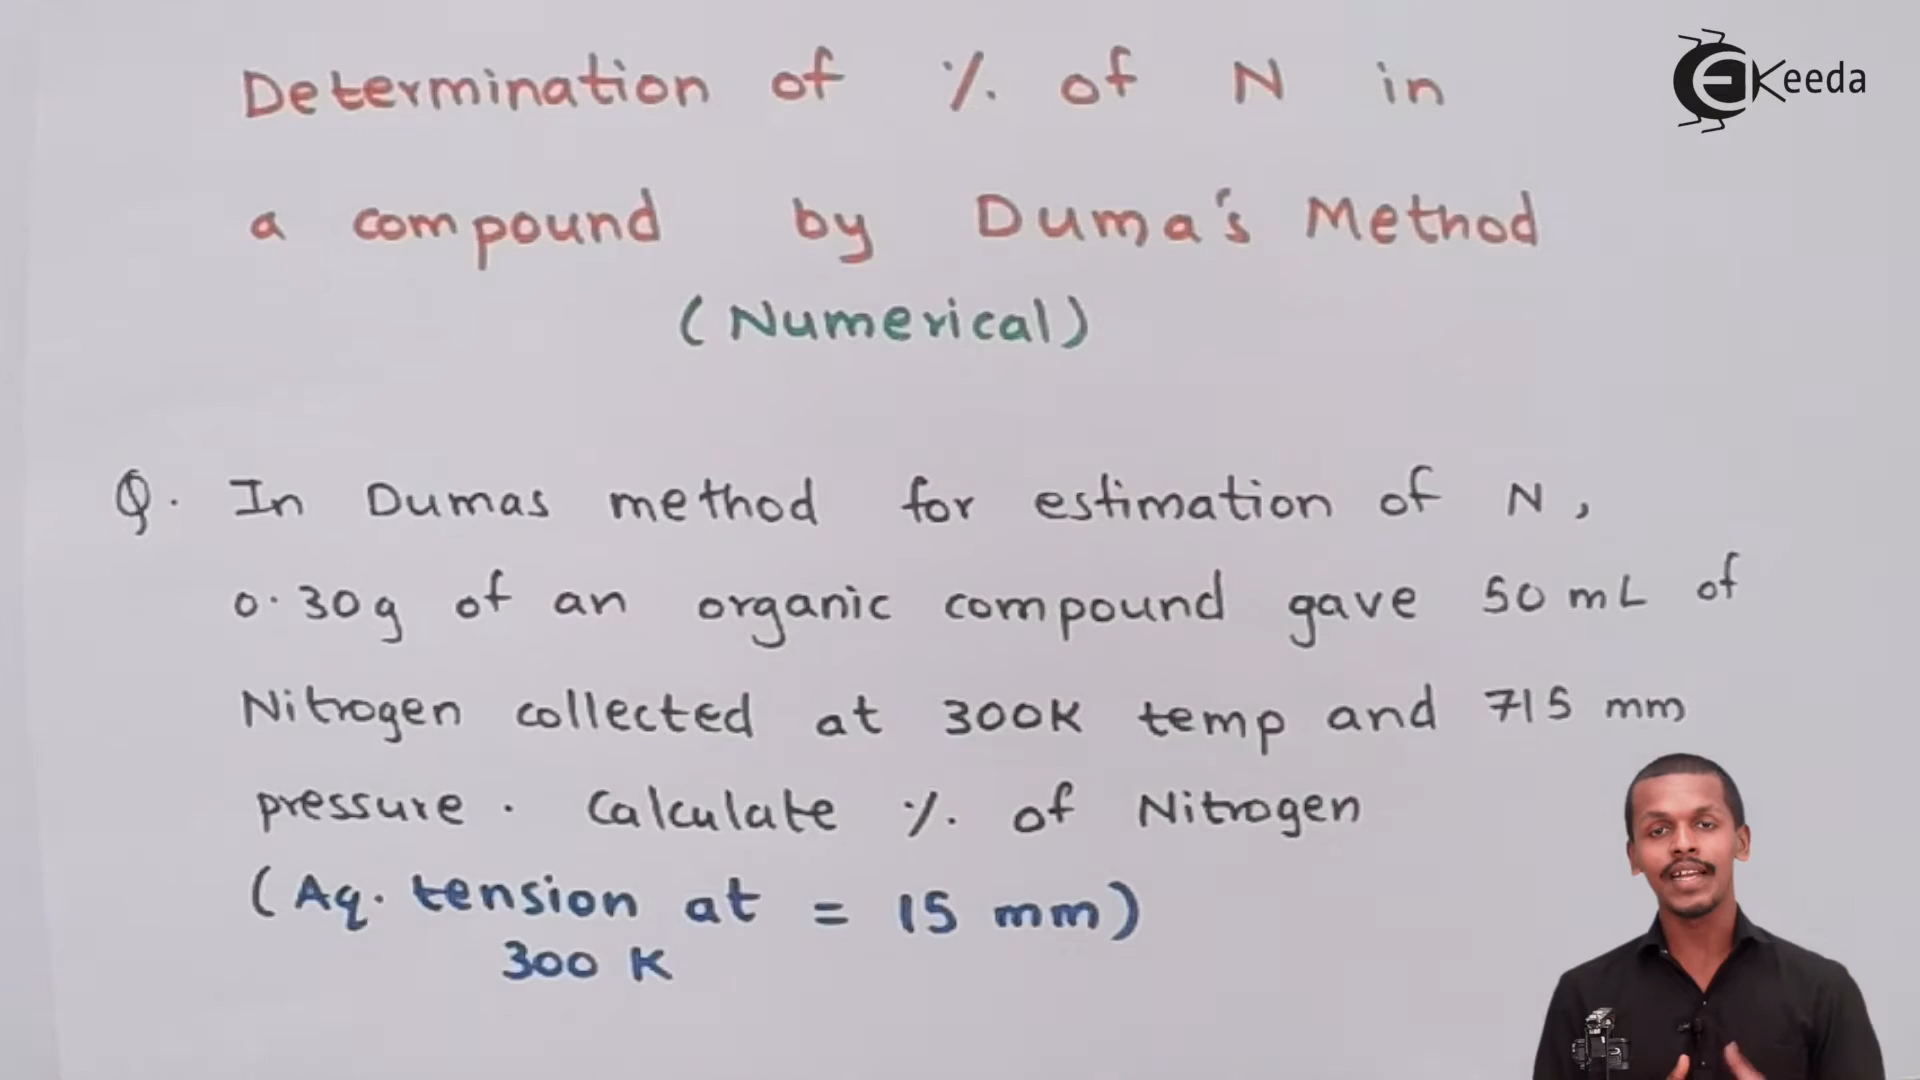 Determination of % of N in
EKeeda
a compound by Duma's Method
(Numerical)
Q. In Dumas method for estimation of N,
0.30g of an organic compound gave 50 mL of
Nitrogen collected at 300K temp and 715 mm
pressure. Calculate % of Nitrogen
(Aq. tension at = 15 mm)
300 K